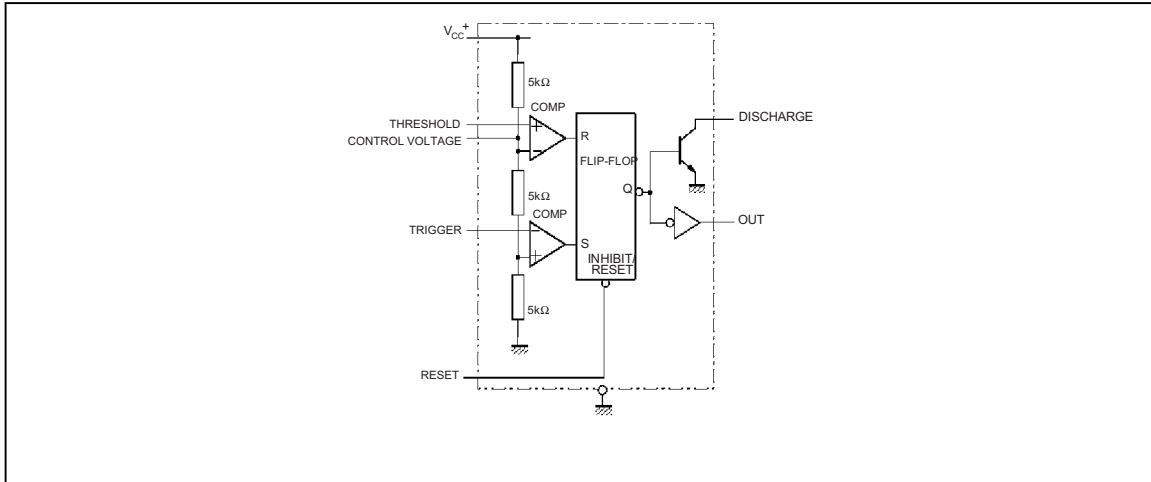 VCC+
5kΩ
COMP
THRESHOLD
CONTROL VOLTAGE
+
−
R
FLIP-FLOP
DISCHARGE
Q
5kΩ
COMP
TRIGGER
−
+
S
OUT
INHIBIT/
RESET
5kΩ
RESET